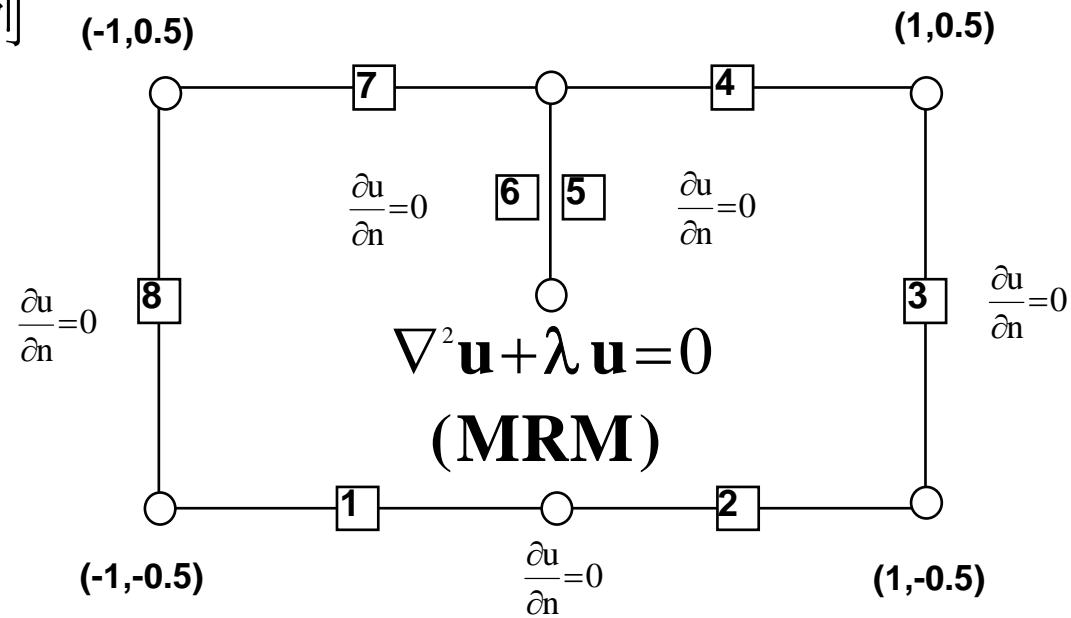 例
(-1,0.5)
(1,0.5)
7
4
∂u/∂n=0
6
5
∂u/∂n=0
8
3
∂u/∂n=0
∂u/∂n=0
∇²u+λu=0
(MRM)
1
2
(-1,-0.5)
∂u/∂n=0
(1,-0.5)